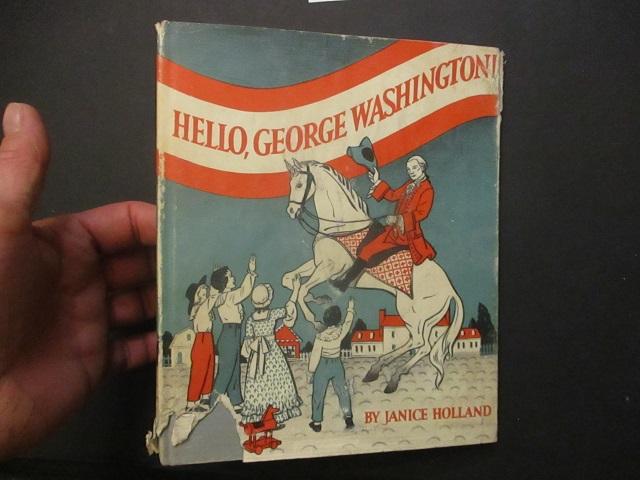 HELLO, GEORGE WASHINGTON!
BY JANICE HOLLAND